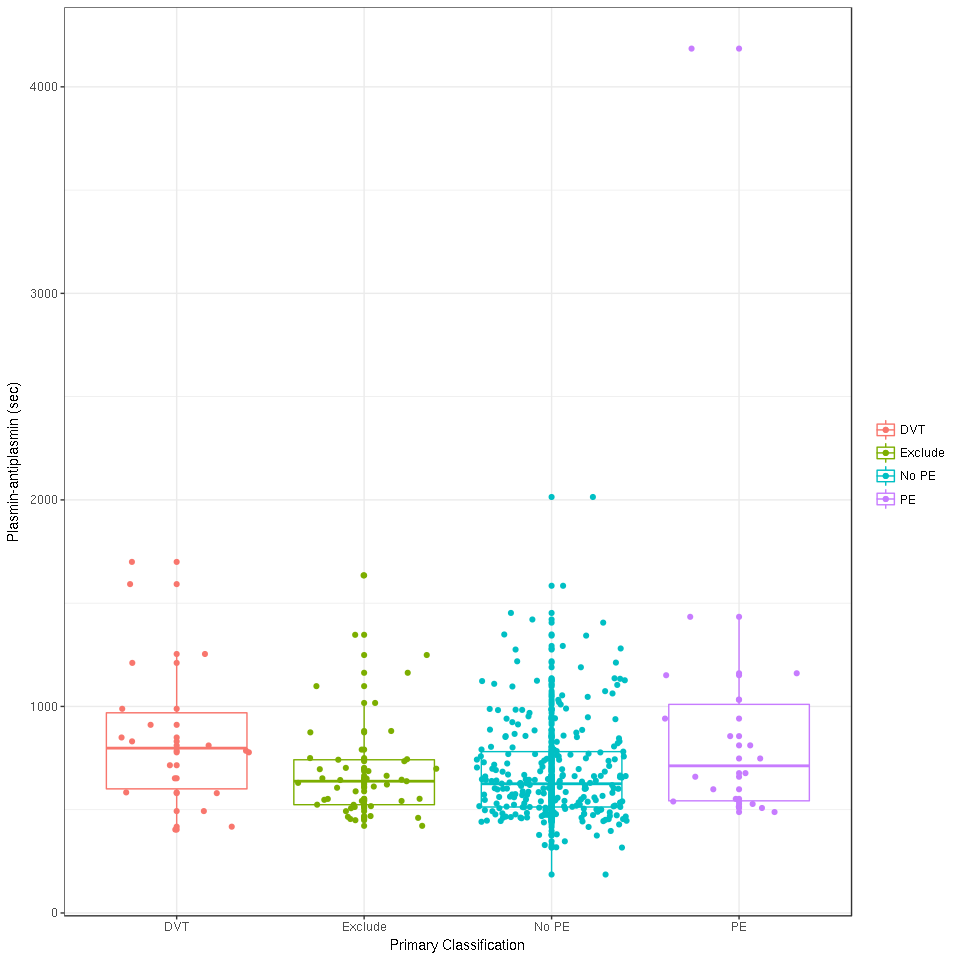 Plasmin-antiplasmin (sec)
4000
3000
2000
1000
0
DVT
Exclude
No PE
PE
Primary Classification
DVT
Exclude
No PE
PE